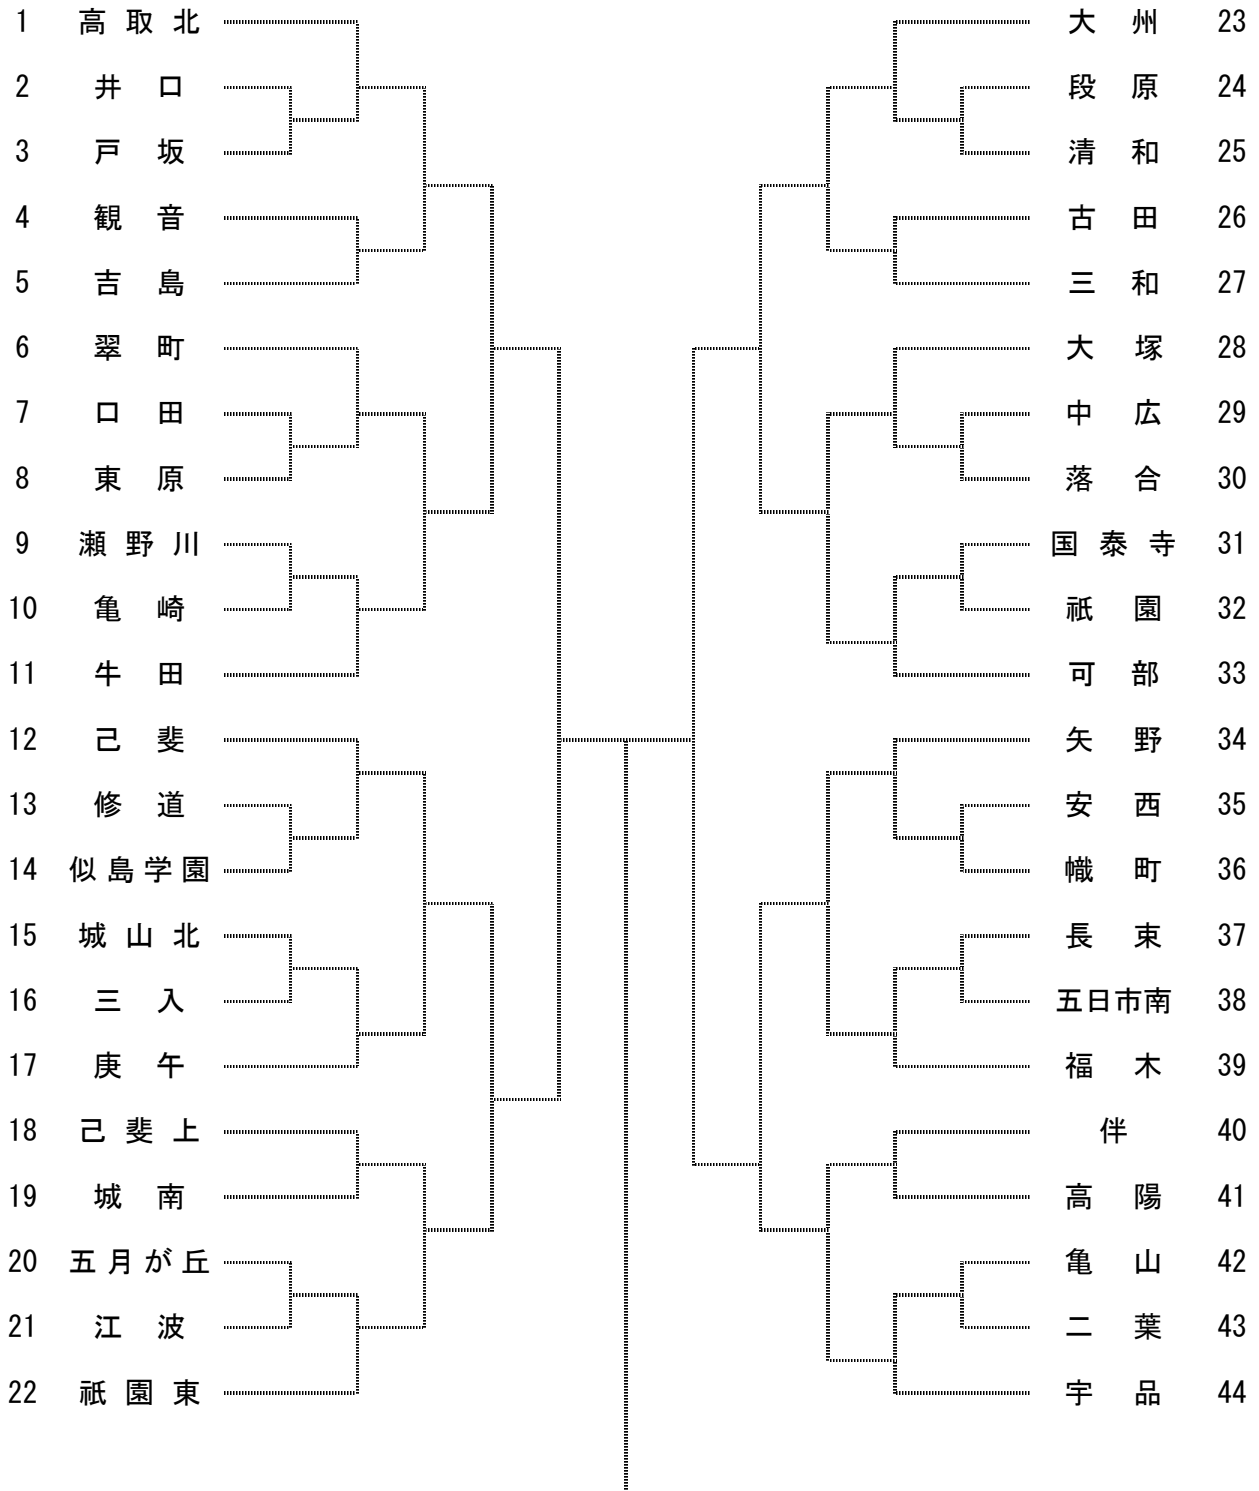 1 高取北 大州 23
2 井口 段原 24
3 戸坂 清和 25
4 観音 古田 26
5 吉島 三和 27
6 翠町 大塚 28
7 口田 中広 29
8 東原 落合 30
9 瀬野川 国泰寺 31
10 亀崎 祇園 32
11 牛田 可部 33
12 己斐 矢野 34
13 修道 安西 35
14 似島学園 幟町 36
15 城山北 長束 37
16 三入 五日市南 38
17 庚午 福木 39
18 己斐上 伴 40
19 城南 高陽 41
20 五月が丘 亀山 42
21 江波 二葉 43
22 祇園東 宇品 44